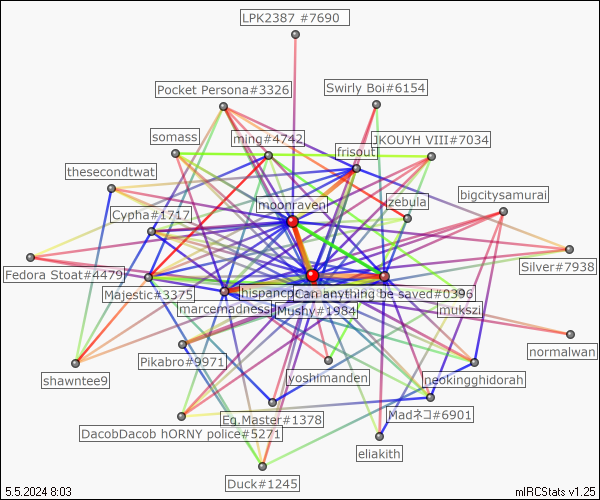 LPK2387 #7690
Pocket Persona#3326
Swirly Boi#6154
somass
ming#4742
JKOUYH VIII#7034
frisout
thesecondtwat
bigcitysamurai
moonraven
zebula
Cypha#1717
Fedora Stoat#4479
Silver#7938
Majestic#3375
Can anything be saved#0396
marcemadness
Mushy#1984
mukszi
Pikabro#9971
normalwan
yoshimanden
neokingghidorah
shawntee9
Eg.Master#1378
Madネコ#6901
DacobDacob hORNY police#5271
eliakith
Duck#1245
5.5.2024 8:03
mIRCStats v1.25